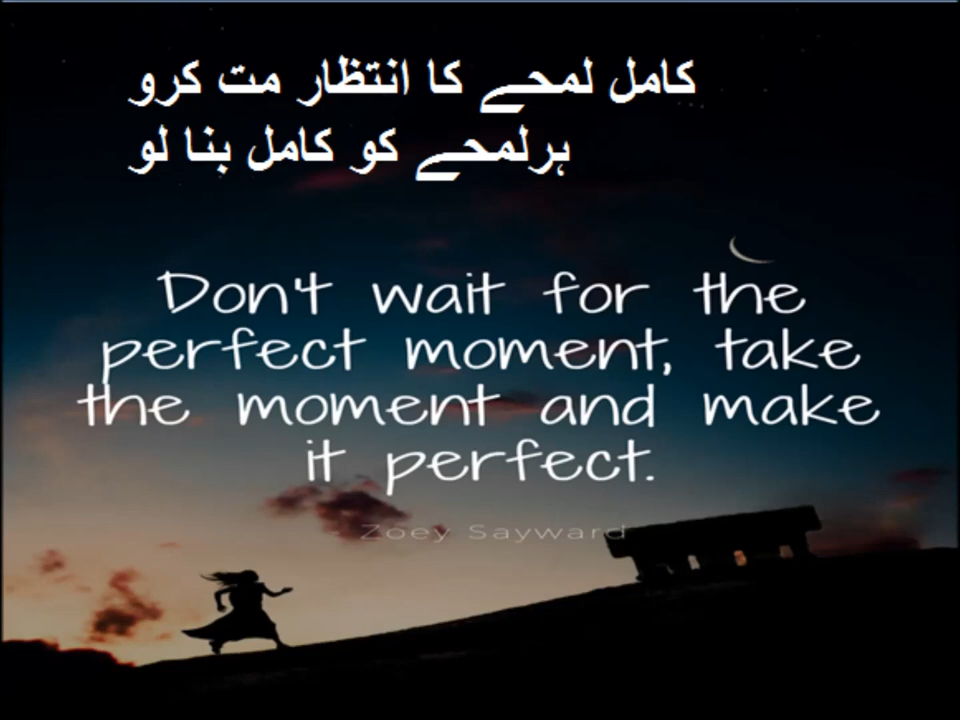 کامل لمحے کا انتظار مت کرو
ہرلمحے کو کامل بنا لو
Don't wait for the
perfect moment, take
the moment and make
it perfect.
Zoey Sayward